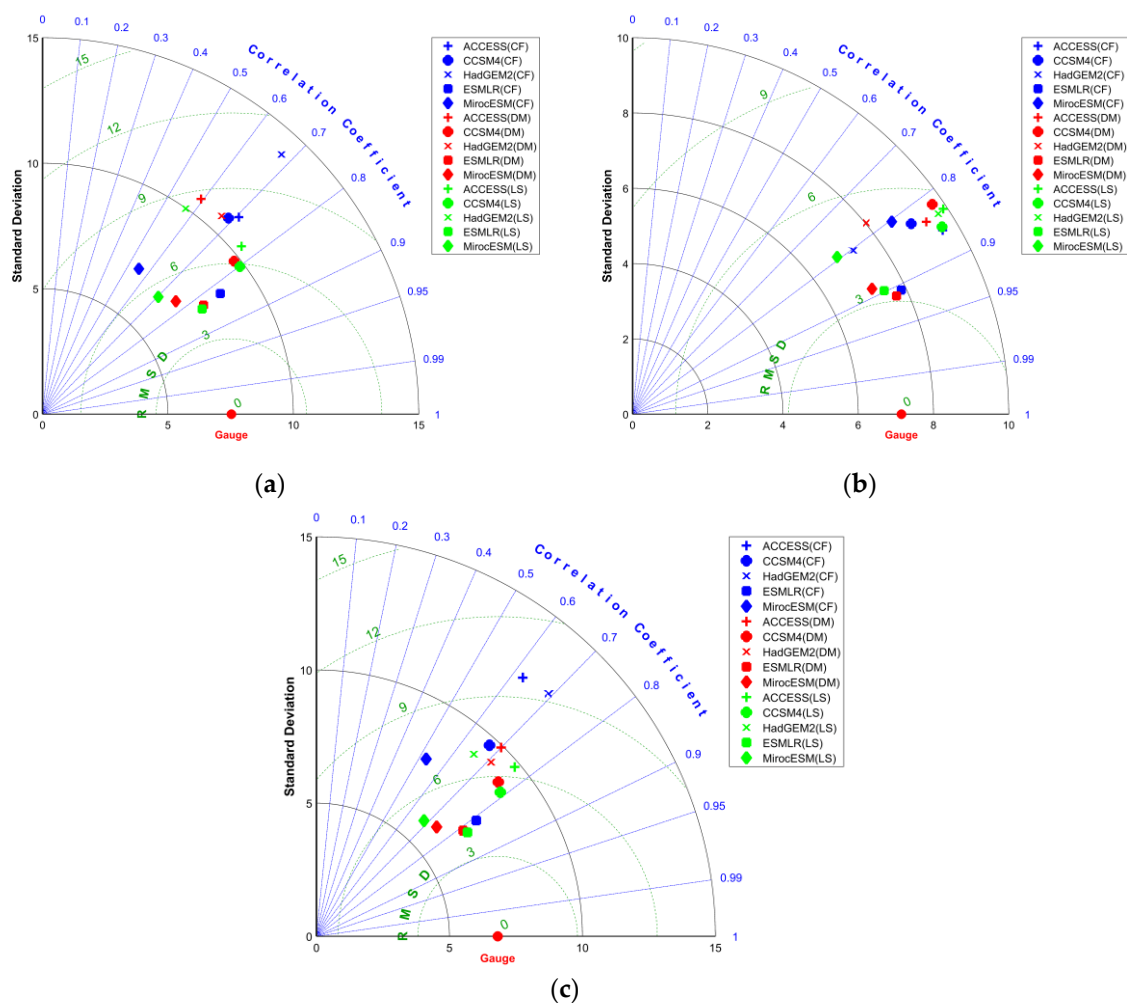 0
0.1
0.2
0.3
0.4
0.5
0.6
0.7
0.8
0.9
0.95
0.99
1
Correlation Coefficient
15
12
9
6
3
0
RMSD
Standard Deviation
15
10
5
0
0
5
10
15
Gauge
ACCESS(CF)
CCSM4(CF)
HadGEM2(CF)
ESMLR(CF)
MirocESM(CF)
ACCESS(DM)
CCSM4(DM)
HadGEM2(DM)
ESMLR(DM)
MirocESM(DM)
ACCESS(LS)
CCSM4(LS)
HadGEM2(LS)
ESMLR(LS)
MirocESM(LS)
(a)
0
0.1
0.2
0.3
0.4
0.5
0.6
0.7
0.8
0.9
0.95
0.99
1
Correlation Coefficient
9
6
3
0
RMSD
Standard Deviation
10
8
6
4
2
0
0
2
4
6
8
10
Gauge
ACCESS(CF)
CCSM4(CF)
HadGEM2(CF)
ESMLR(CF)
MirocESM(CF)
ACCESS(DM)
CCSM4(DM)
HadGEM2(DM)
ESMLR(DM)
MirocESM(DM)
ACCESS(LS)
CCSM4(LS)
HadGEM2(LS)
ESMLR(LS)
MirocESM(LS)
(b)
0
0.1
0.2
0.3
0.4
0.5
0.6
0.7
0.8
0.9
0.95
0.99
1
Correlation Coefficient
15
12
9
6
3
0
RMSD
Standard Deviation
15
10
5
0
0
5
10
15
Gauge
ACCESS(CF)
CCSM4(CF)
HadGEM2(CF)
ESMLR(CF)
MirocESM(CF)
ACCESS(DM)
CCSM4(DM)
HadGEM2(DM)
ESMLR(DM)
MirocESM(DM)
ACCESS(LS)
CCSM4(LS)
HadGEM2(LS)
ESMLR(LS)
MirocESM(LS)
(c)